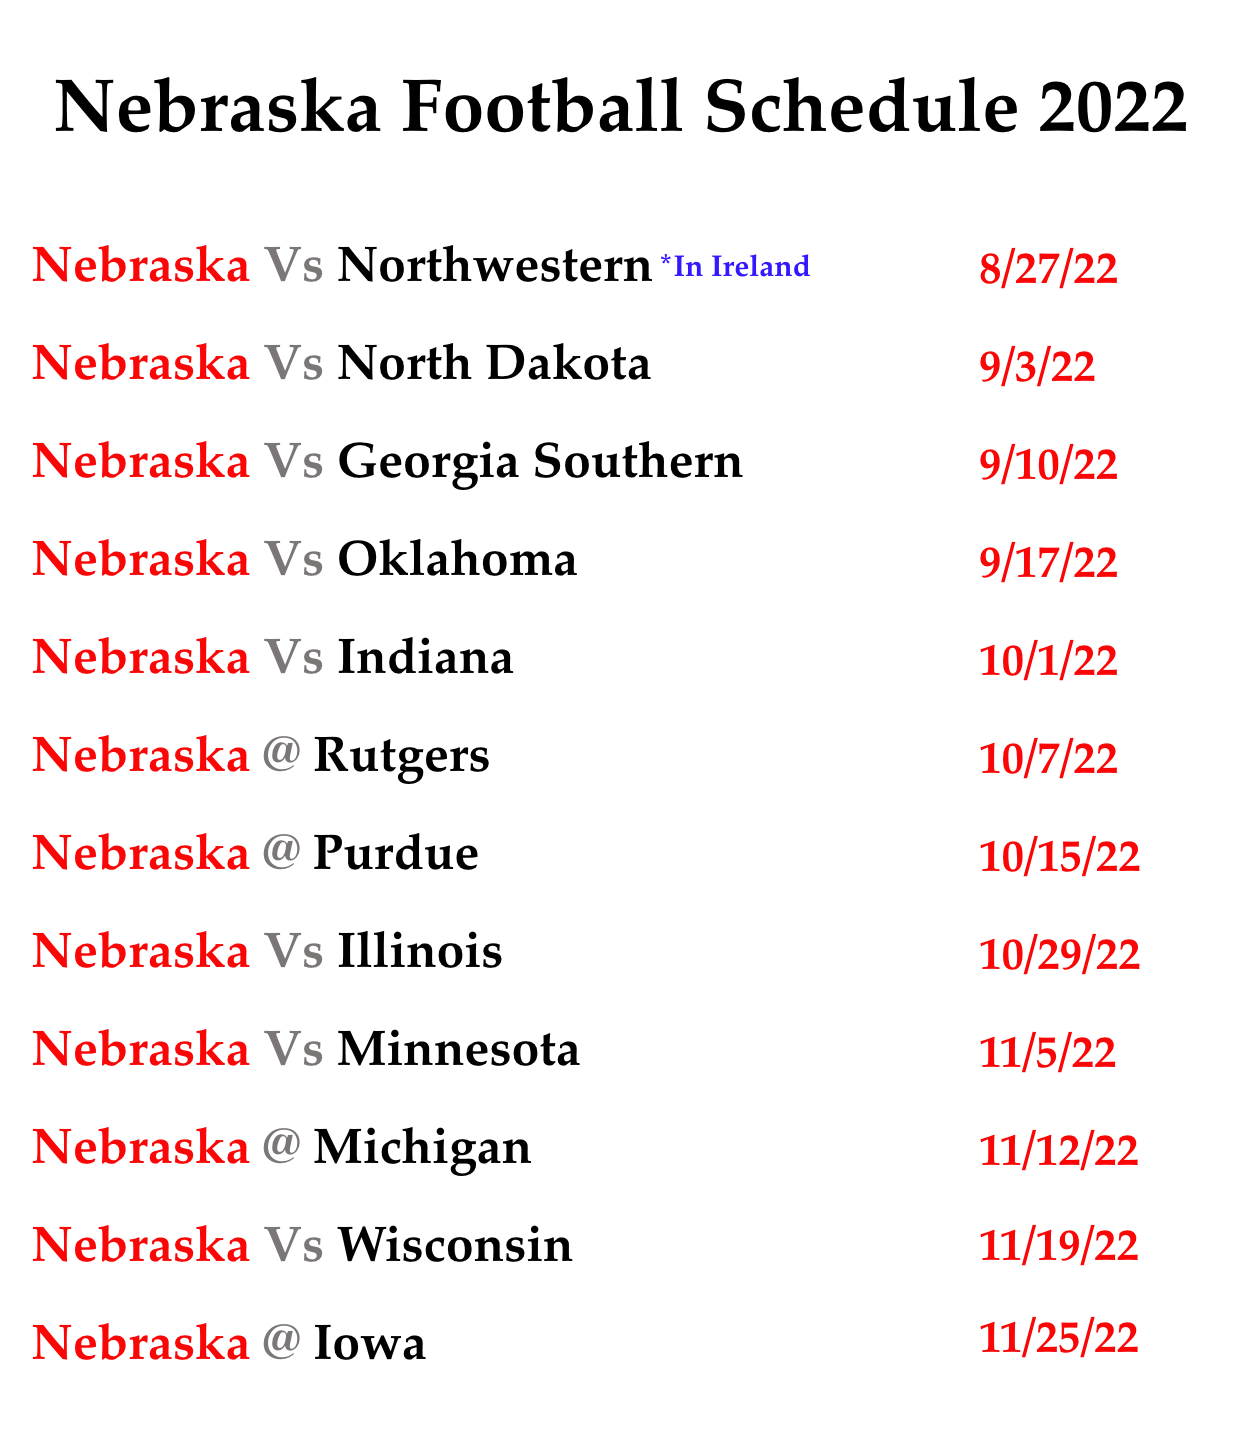 Nebraska Football Schedule 2022
Nebraska Vs Northwestern *In Ireland 8/27/22
Nebraska Vs North Dakota 9/3/22
Nebraska Vs Georgia Southern 9/10/22
Nebraska Vs Oklahoma 9/17/22
Nebraska Vs Indiana 10/1/22
Nebraska @ Rutgers 10/7/22
Nebraska @ Purdue 10/15/22
Nebraska Vs Illinois 10/29/22
Nebraska Vs Minnesota 11/5/22
Nebraska @ Michigan 11/12/22
Nebraska Vs Wisconsin 11/19/22
Nebraska @ Iowa 11/25/22